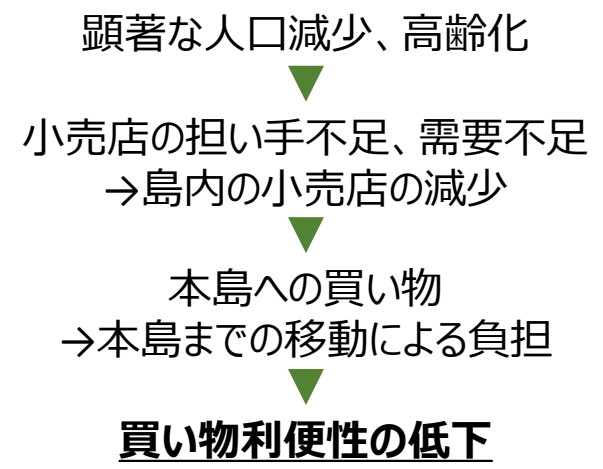 顕著な人口減少、高齢化
小売店の担い手不足、需要不足
→島内の小売店の減少
本島への買い物
→本島までの移動による負担
買い物利便性の低下